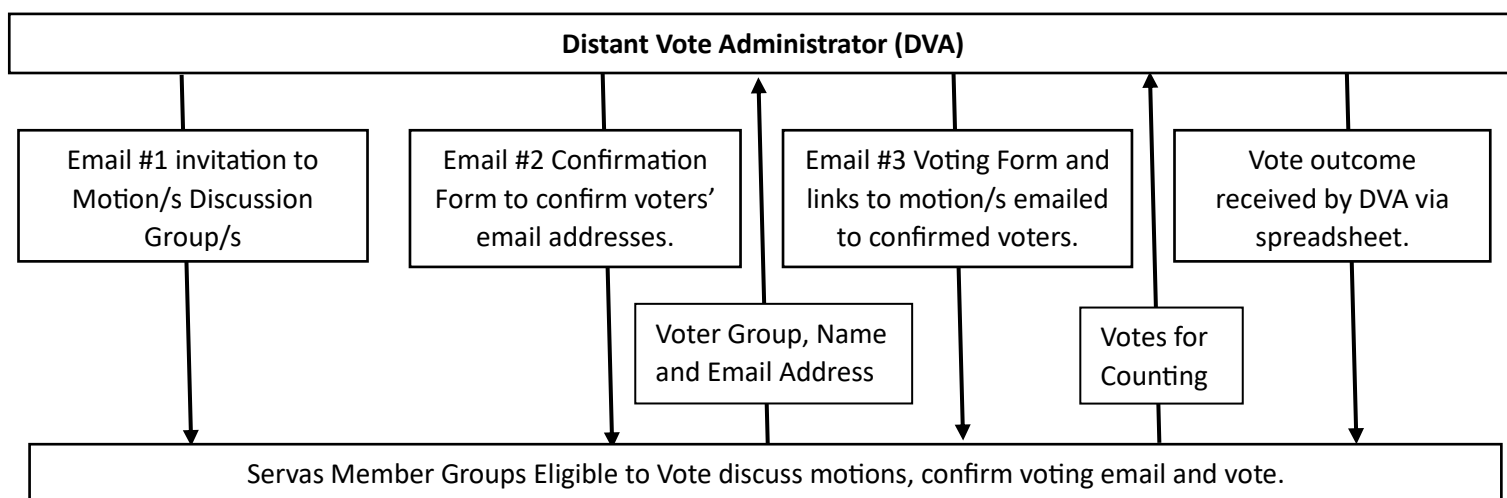 Distant Vote Administrator (DVA)
Email #1 invitation to
Motion/s Discussion
Group/s
Email #2 Confirmation
Form to confirm voters’
email addresses.
Email #3 Voting Form and
links to motion/s emailed
to confirmed voters.
Vote outcome
received by DVA via
spreadsheet.
Voter Group, Name
and Email Address
Votes for
Counting
Servas Member Groups Eligible to Vote discuss motions, confirm voting email and vote.